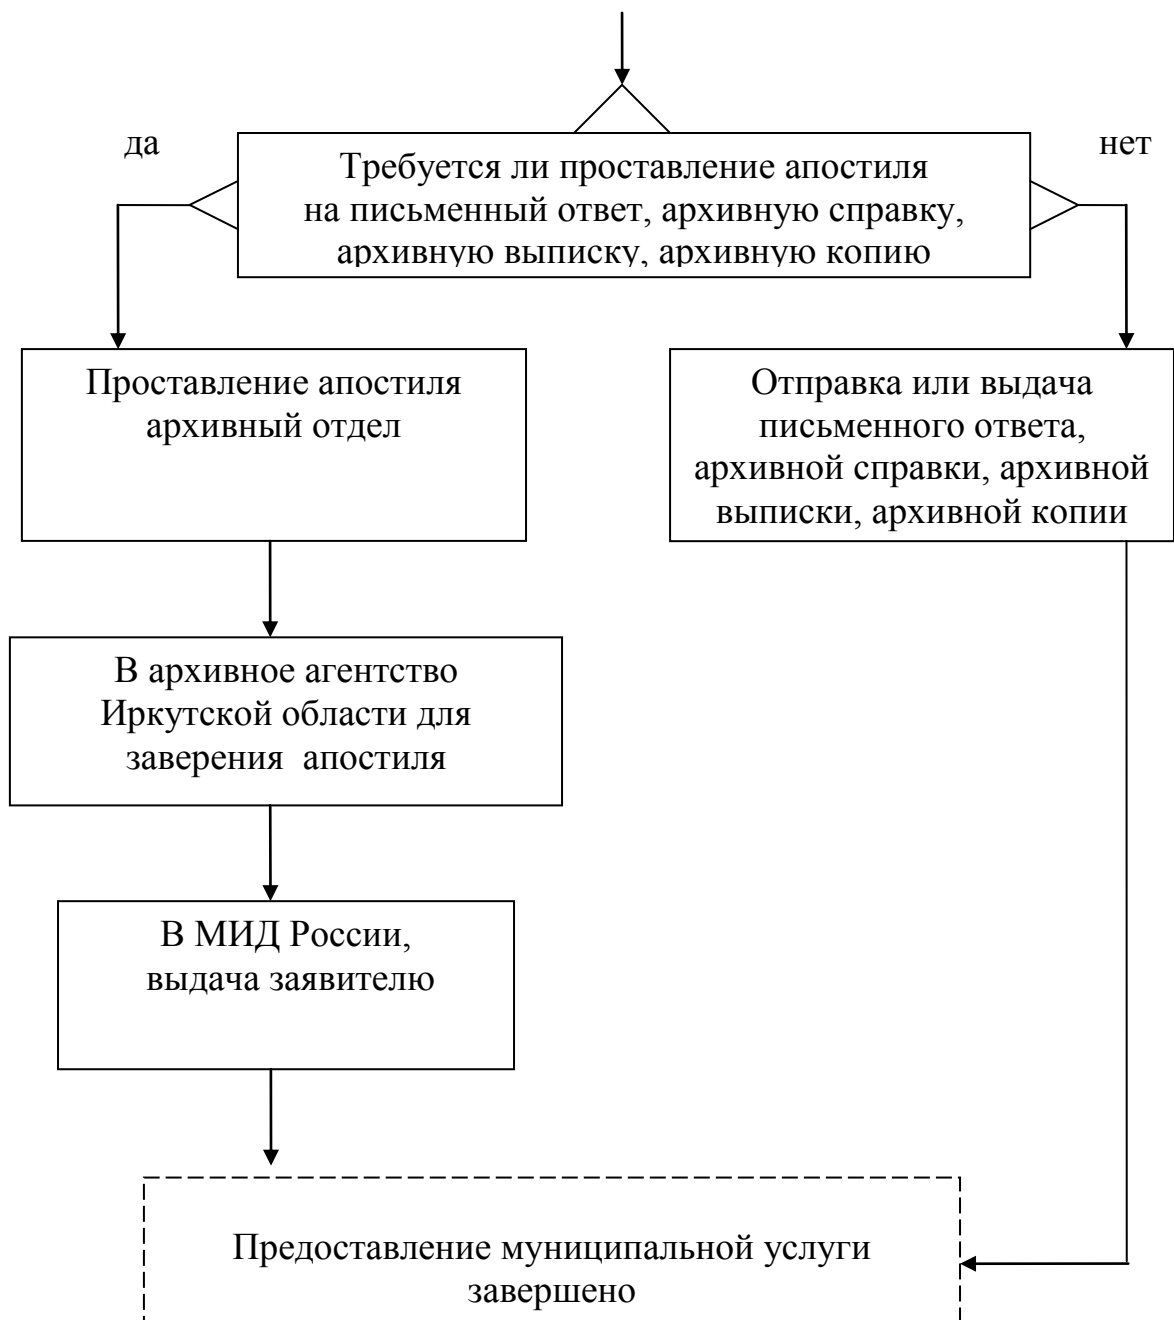 да
нет
Требуется ли проставление апостиля
на письменный ответ, архивную справку,
архивную выписку, архивную копию
Проставление апостиля
архивный отдел
Отправка или выдача
письменного ответа,
архивной справки, архивной
выписки, архивной копии
В архивное агентство
Иркутской области для
заверения  апостиля
В МИД России,
выдача заявителю
Предоставление муниципальной услуги
завершено